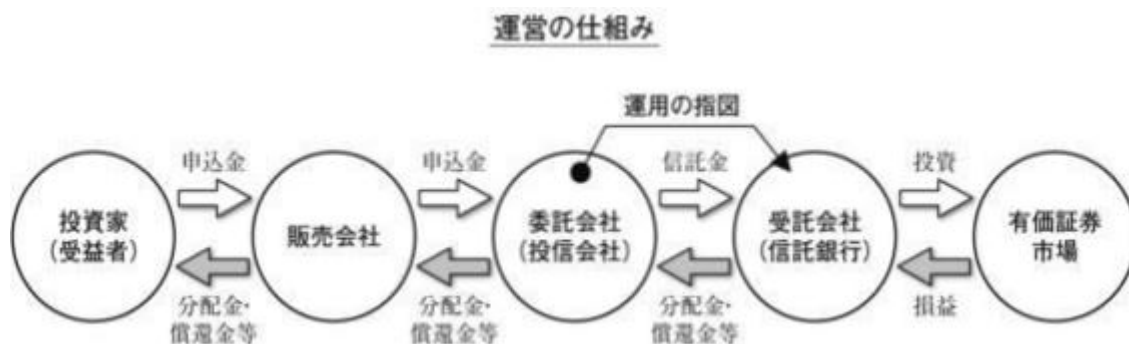 運営の仕組み
運用の指図
申込金
申込金
信託金
投資
投資家
(受益者)
販売会社
委託会社
(投信会社)
受託会社
(信託銀行)
有価証券
市場
分配金・
償還金等
分配金・
償還金等
分配金・
償還金等
損益